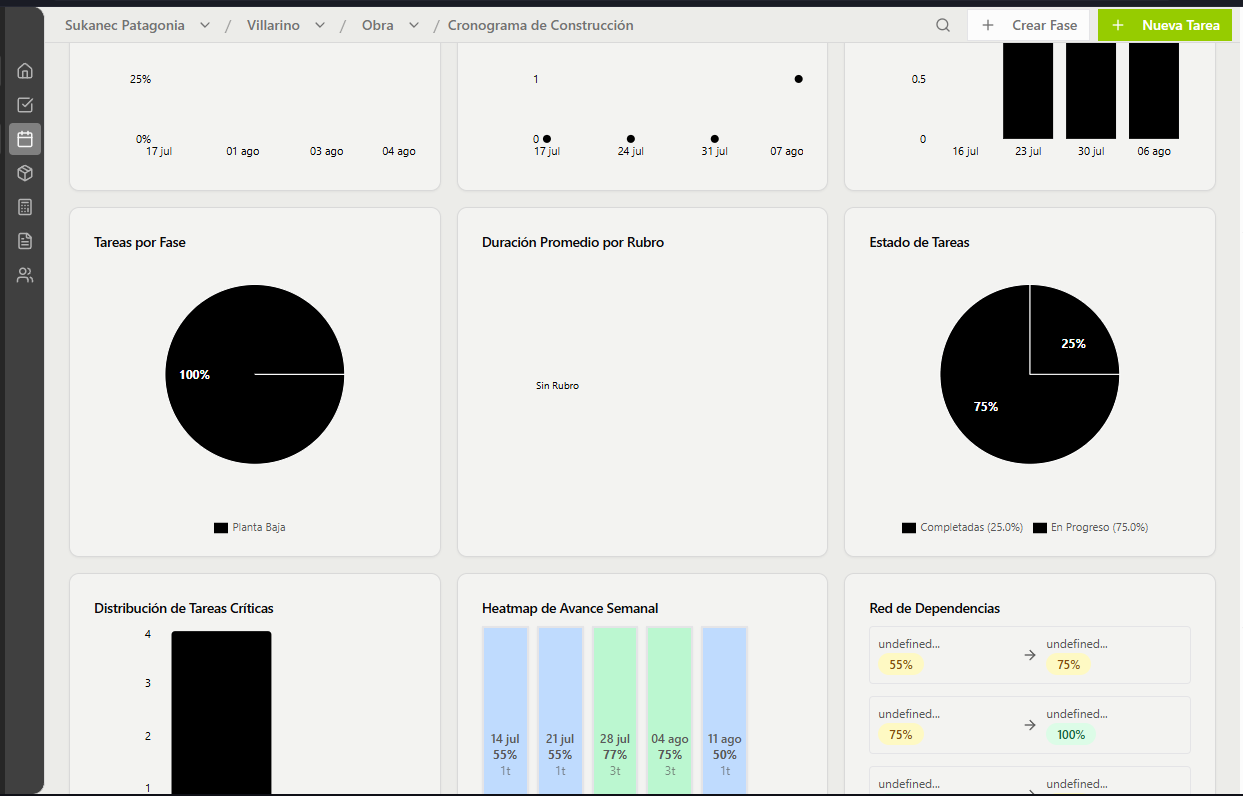 Sukanec Patagonia / Villarino / Obra / Cronograma de Construcción
+ Crear Fase
+ Nueva Tarea
25%
0%
17 jul 01 ago 03 ago 04 ago
1
0
17 jul 24 jul 31 jul 07 ago
0.5
0
16 jul 23 jul 30 jul 06 ago
Tareas por Fase
100%
Planta Baja
Duración Promedio por Rubro
Sin Rubro
Estado de Tareas
25%
75%
Completadas (25.0%) En Progreso (75.0%)
Distribución de Tareas Críticas
4
3
2
1
Heatmap de Avance Semanal
14 jul 21 jul 28 jul 04 ago 11 ago
55% 55% 77% 75% 50%
1t 1t 3t 3t 1t
Red de Dependencias
undefined... → undefined...
55% 75%
undefined... → undefined...
75% 100%
undefined... undefined...